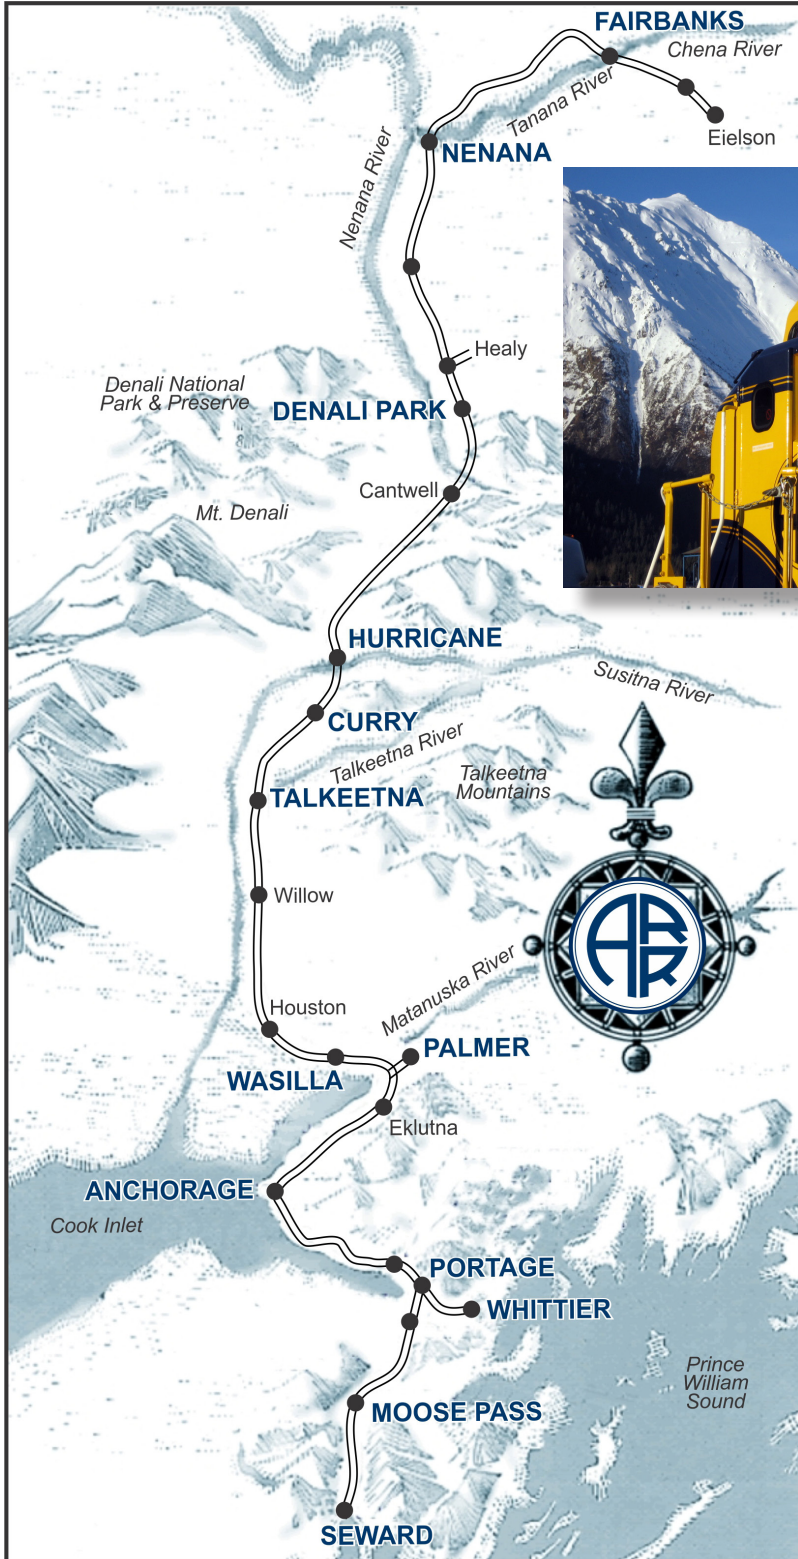 FAIRBANKS
Chena River
Tanana River
Eielson
NENANA
Nenana River
Healy
Denali National
Park & Preserve
DENALI PARK
Cantwell
Mt. Denali
HURRICANE
Susitna River
CURRY
Talkeetna River
Talkeetna
Mountains
TALKEETNA
Willow
ARR
Matanuska River
Houston
PALMER
WASILLA
Eklutna
ANCHORAGE
Cook Inlet
PORTAGE
WHITTIER
Prince
William
Sound
MOOSE PASS
SEWARD